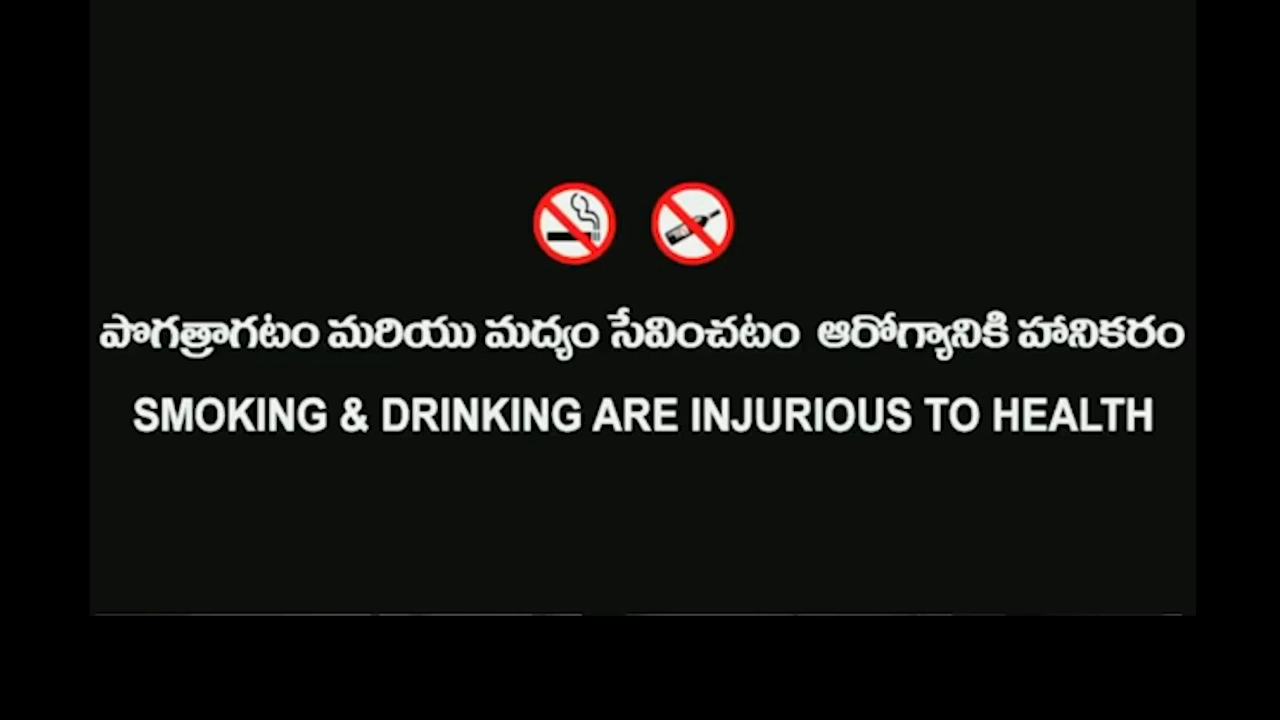 పొగత్రాగటం మరియు మద్యం సేవించటం ఆరోగ్యానికి హానికరం
SMOKING & DRINKING ARE INJURIOUS TO HEALTH